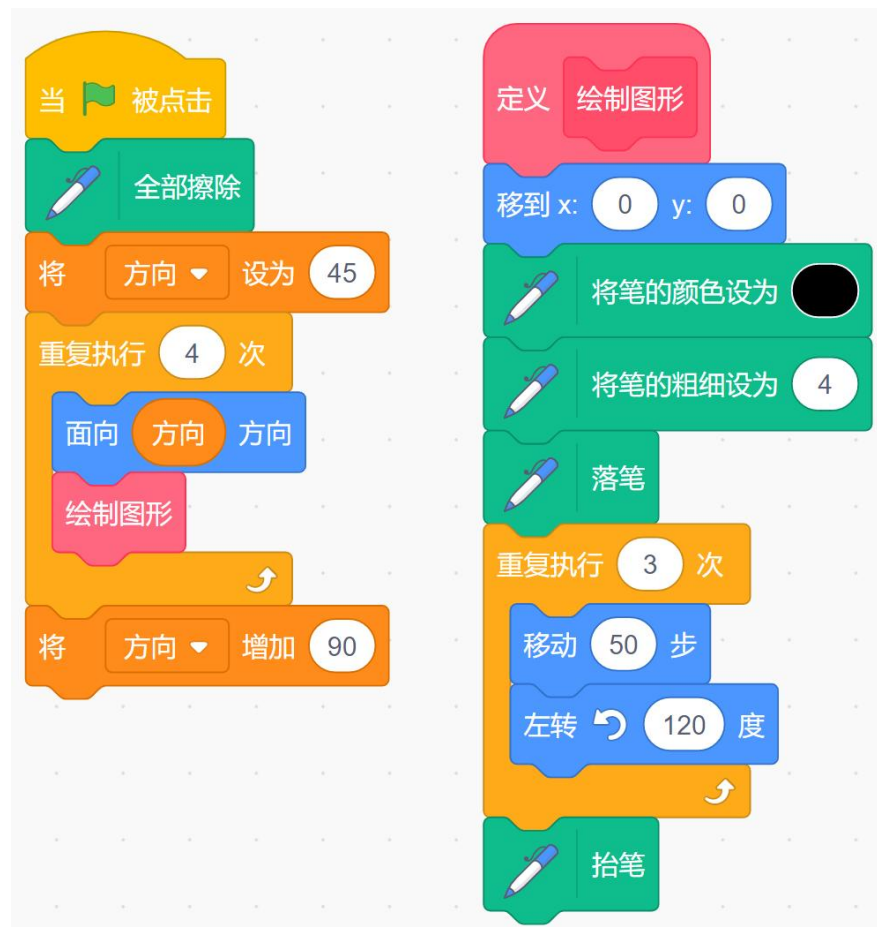 当 被点击
全部擦除
将 方向 设为 45
重复执行 4 次
面向 方向 方向
绘制图形
将 方向 增加 90
定义 绘制图形
移到 x: 0 y: 0
将笔的颜色设为
将笔的粗细设为 4
落笔
重复执行 3 次
移动 50 步
左转 120 度
抬笔